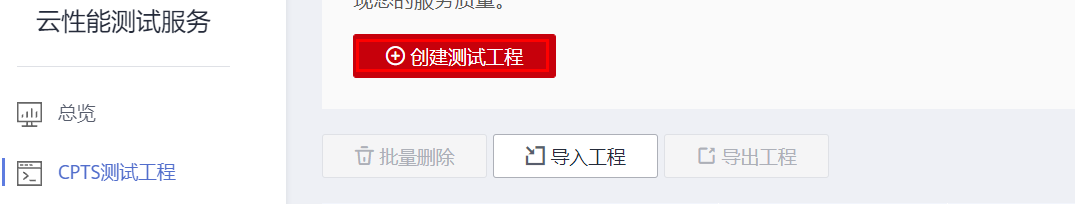 云性能测试服务
总览
CPTS测试工程
现您的服务质量。
创建测试工程
批量删除
导入工程
导出工程